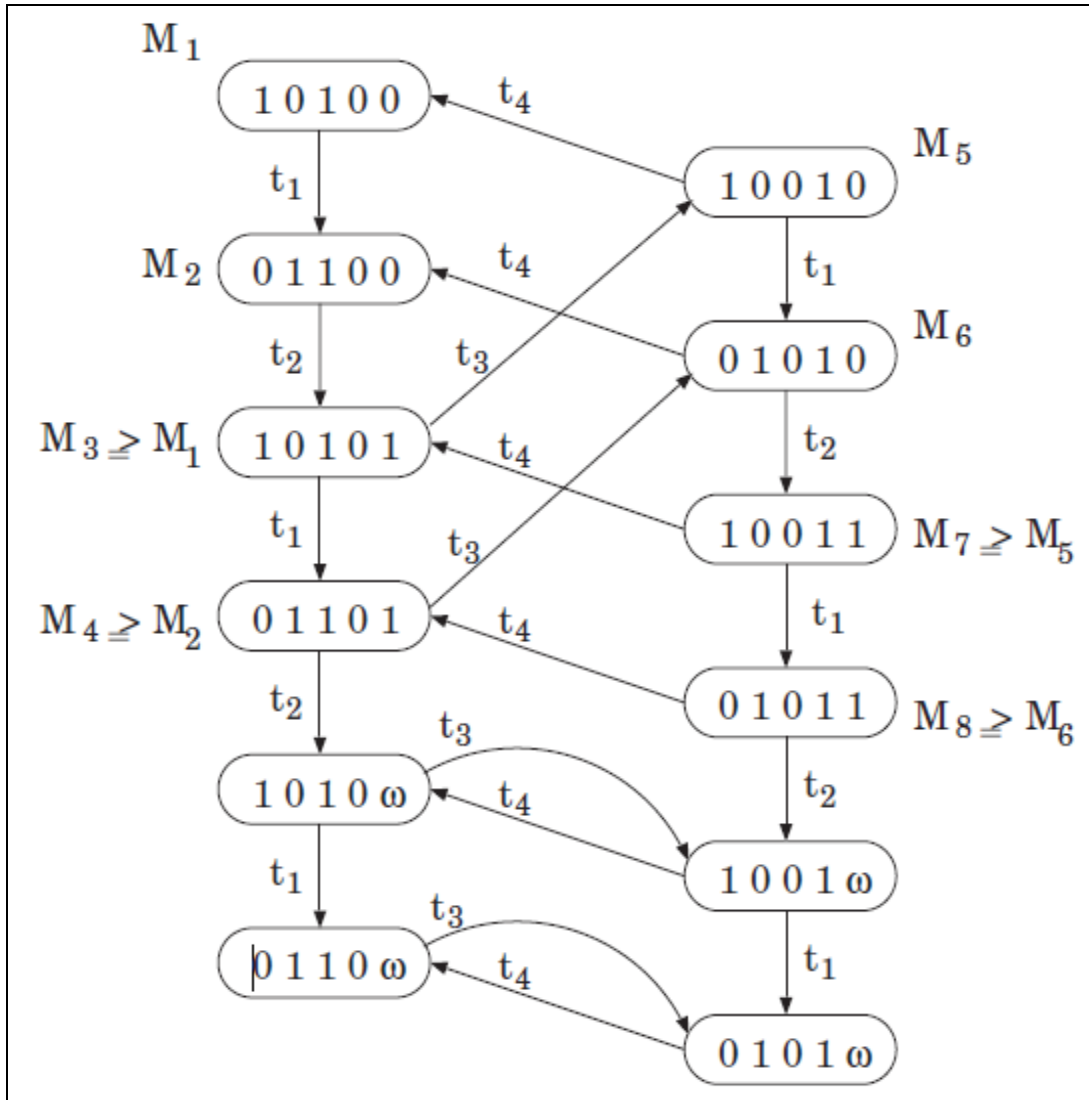 M1
1 0 1 0 0
t4
M5
1 0 0 1 0
t1
M2
0 1 1 0 0
t4
t1
M6
0 1 0 1 0
t2
t3
M3 ≥ M1
1 0 1 0 1
t4
t2
M7 ≥ M5
1 0 0 1 1
t1
t3
M4 ≥ M2
0 1 1 0 1
t4
t1
M8 ≥ M6
0 1 0 1 1
t2
t3
1 0 1 0 ω
t4
t2
1 0 0 1 ω
t1
t3
0 1 1 0 ω
t4
t1
0 1 0 1 ω